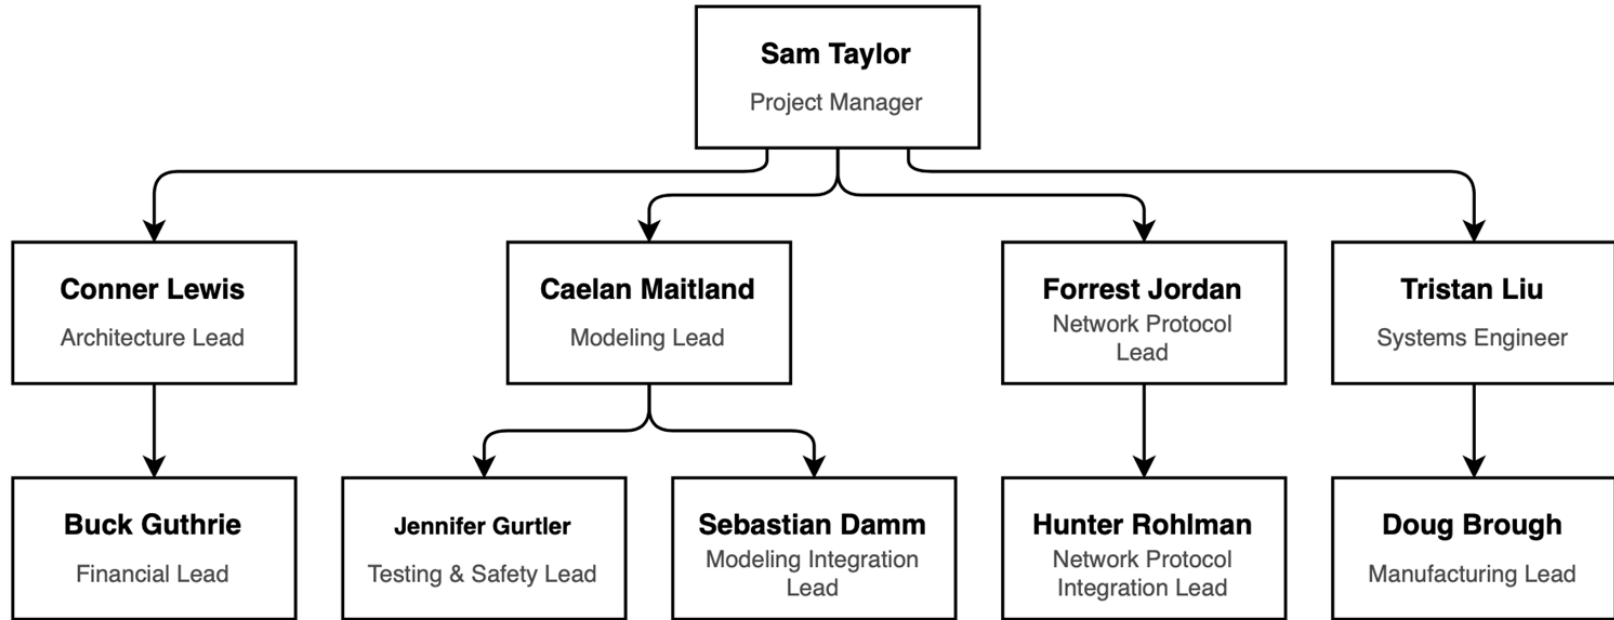 Sam Taylor
Project Manager
Conner Lewis
Architecture Lead
Caelan Maitland
Modeling Lead
Forrest Jordan
Network Protocol
Lead
Tristan Liu
Systems Engineer
Buck Guthrie
Financial Lead
Jennifer Gurtler
Testing & Safety Lead
Sebastian Damm
Modeling Integration
Lead
Hunter Rohlman
Network Protocol
Integration Lead
Doug Brough
Manufacturing Lead